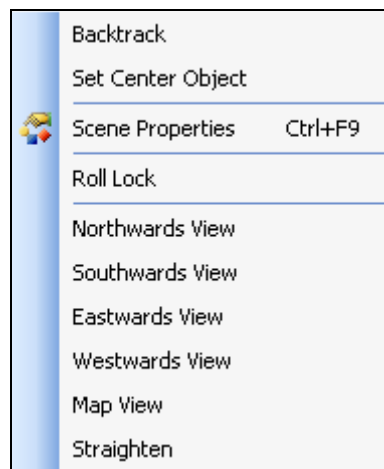 Backtrack
Set Center Object
Scene Properties Ctrl+F9
Roll Lock
Northwards View
Southwards View
Eastwards View
Westwards View
Map View
Straighten